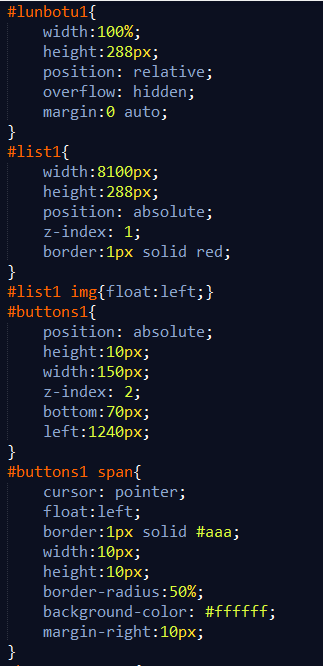 #lunbotu1{
width:100%;
height:288px;
position: relative;
overflow: hidden;
margin:0 auto;
}
#list1{
width:8100px;
height:288px;
position: absolute;
z-index: 1;
border:1px solid red;
}
#list1 img{float:left;}
#buttons1{
position: absolute;
height:10px;
width:150px;
z-index: 2;
bottom:70px;
left:1240px;
}
#buttons1 span{
cursor: pointer;
float:left;
border:1px solid #aaa;
width:10px;
height:10px;
border-radius:50%;
background-color: #ffffff;
margin-right:10px;
}